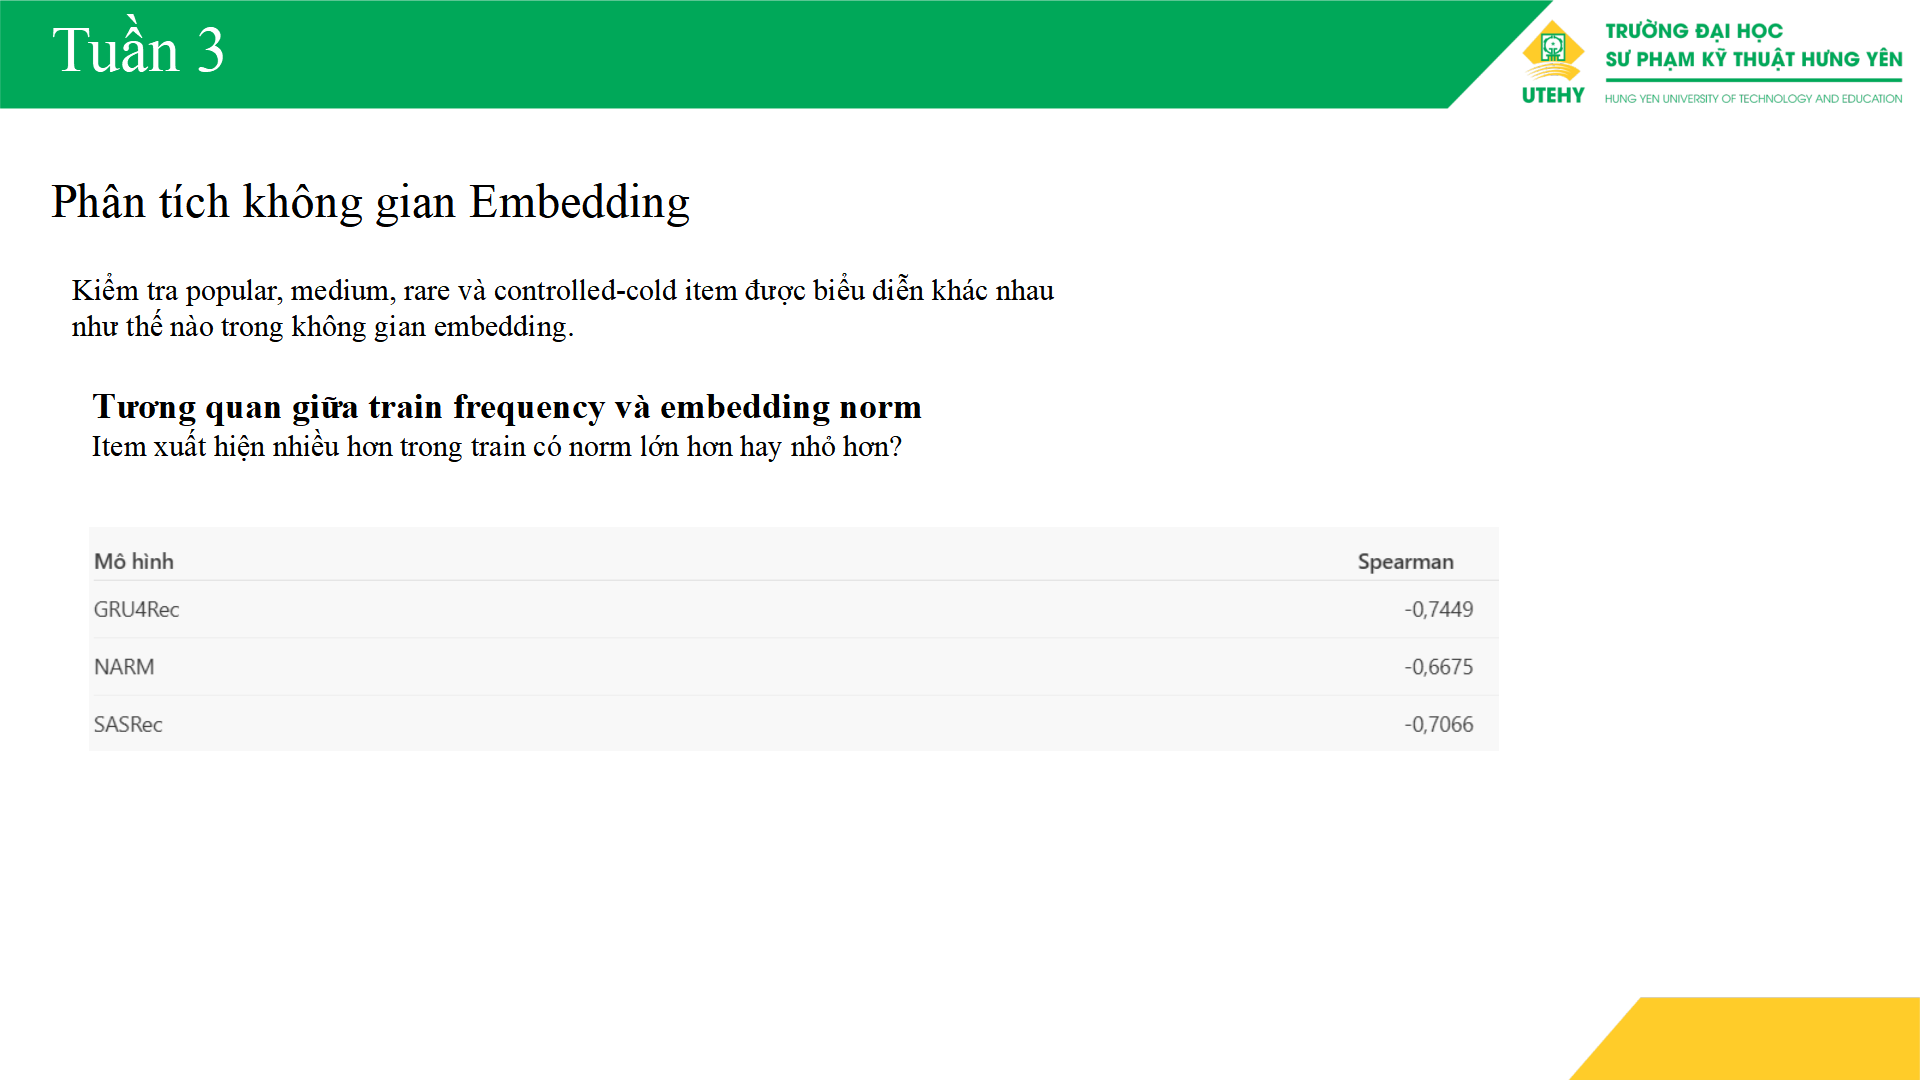 Tuần 3
UTEHY
TRƯỜNG ĐẠI HỌC
SƯ PHẠM KỸ THUẬT HƯNG YÊN
HUNG YEN UNIVERSITY OF TECHNOLOGY AND EDUCATION
Phân tích không gian Embedding
Kiểm tra popular, medium, rare và controlled-cold item được biểu diễn khác nhau
như thế nào trong không gian embedding.
Tương quan giữa train frequency và embedding norm
Item xuất hiện nhiều hơn trong train có norm lớn hơn hay nhỏ hơn?
Mô hình Spearman
GRU4Rec -0,7449
NARM -0,6675
SASRec -0,7066